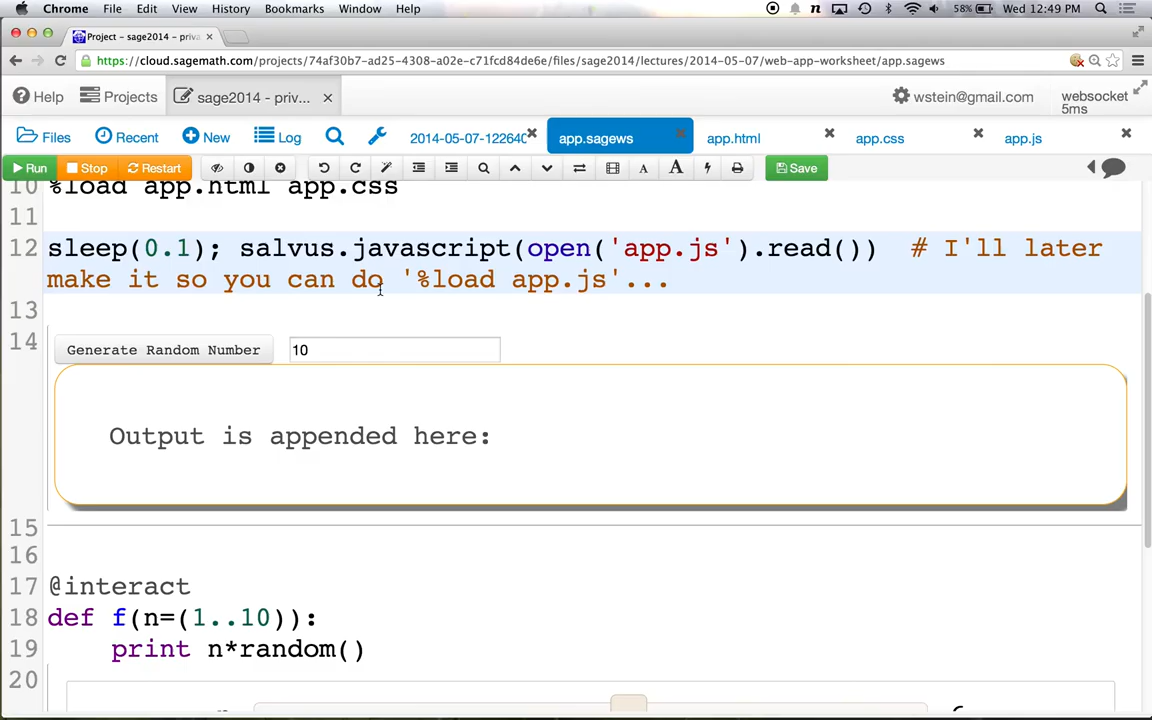 Chrome File Edit View History Bookmarks Window Help 58% Wed 12:49 PM
Project – sage2014 – priva
https://cloud.sagemath.com/projects/74af30b7-ad25-4308-a02e-c71fcd84de6e/files/sage2014/lectures/2014-05-07/web-app-worksheet/app.sagews
Help Projects sage2014 - priv... wstein@gmail.com websocket
5ms
Files Recent New Log 2014-05-07-122640 app.sagews app.html app.css app.js
Run Stop Restart A A Save
10 %load app.html app.css
11
12 sleep(0.1); salvus.javascript(open('app.js').read()) # I'll later
make it so you can do '%load app.js'...
13
14 Generate Random Number 10
Output is appended here:
15
16
17 @interact
18 def f(n=(1..10)):
19 print n*random()
20